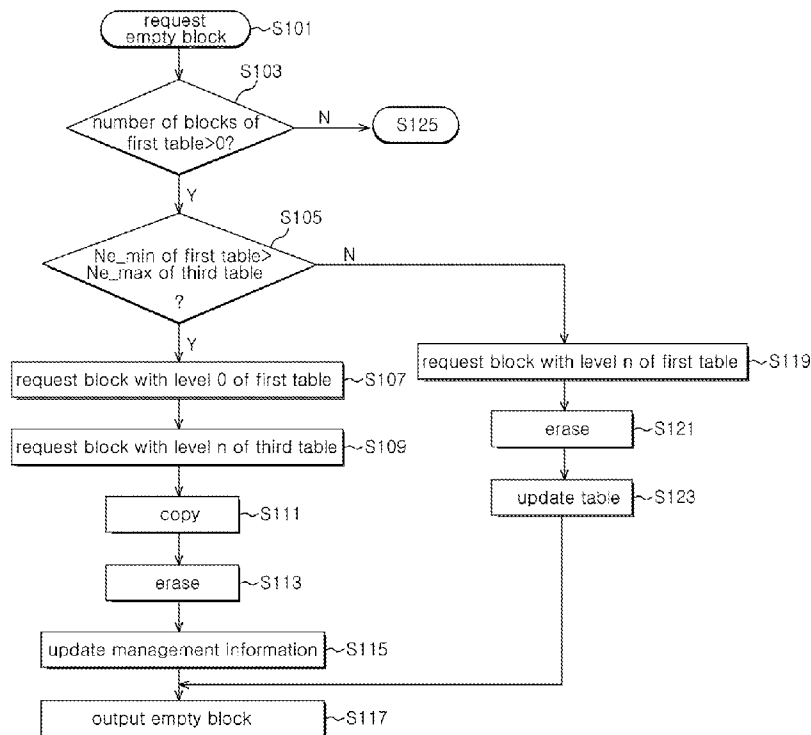 request
empty block
S101
S103
number of blocks of
first table>0?
N
S125
Y
S105
Ne_min of first table>
Ne_max of third table
?
N
Y
request block with level 0 of first table
S107
request block with level n of first table
S119
request block with level n of third table
S109
erase
S121
copy
S111
update table
S123
erase
S113
update management information
S115
output empty block
S117